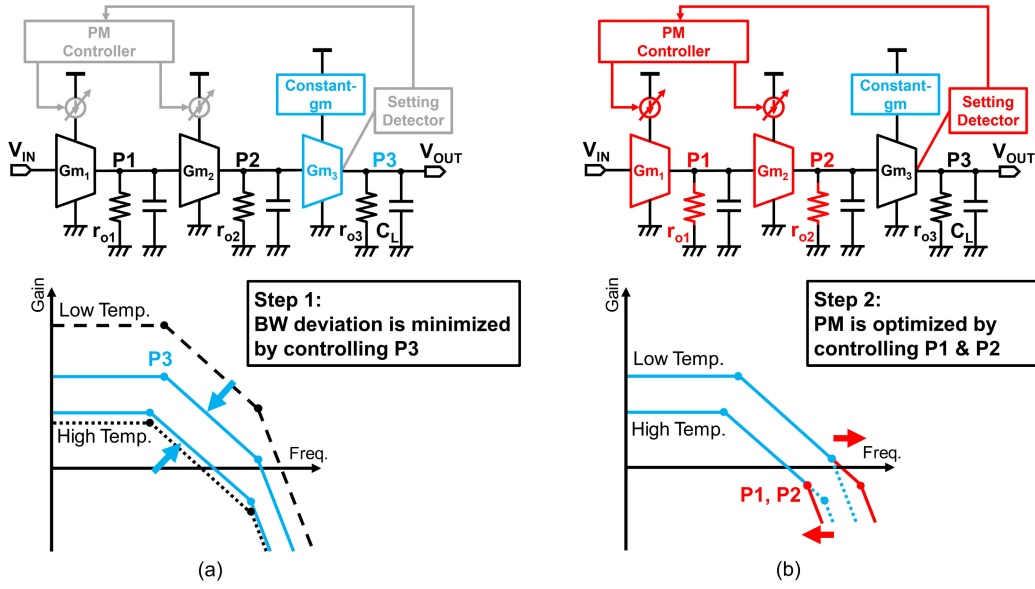 PM
Controller
Constant-
gm
Setting
Detector
VIN
Gm1
P1
Gm2
P2
Gm3
P3
VOUT
ro1
ro2
ro3
CL
Gain
Low Temp.
P3
High Temp.
Freq.
Step 1:
BW deviation is minimized
by controlling P3
(a)
PM
Controller
Constant-
gm
Setting
Detector
VIN
Gm1
P1
Gm2
P2
Gm3
P3
VOUT
ro1
ro2
ro3
CL
Gain
Low Temp.
High Temp.
Freq.
P1, P2
Step 2:
PM is optimized by
controlling P1 & P2
(b)